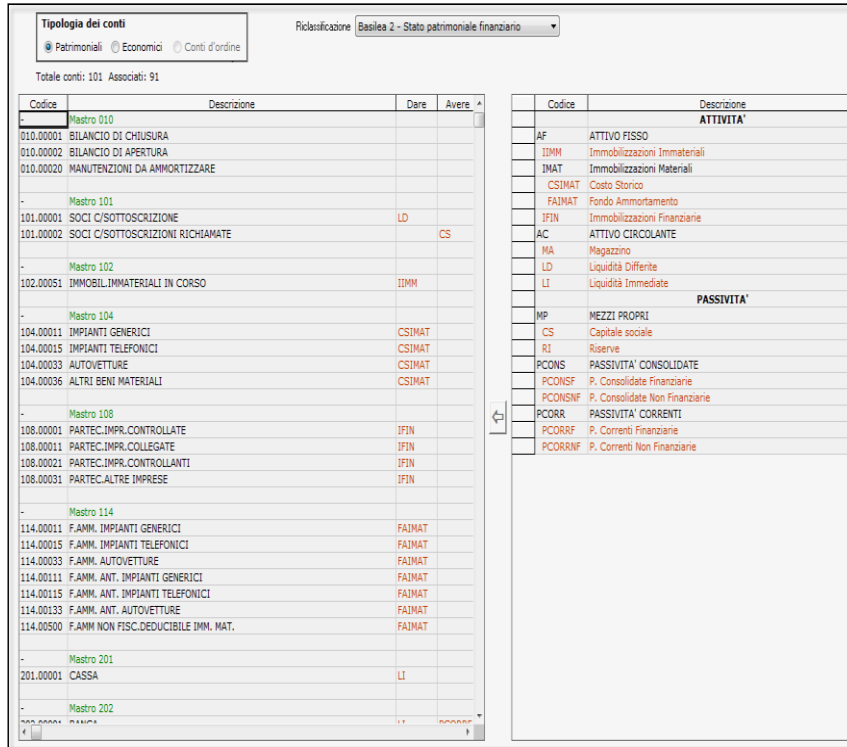 Tipologia dei conti
Patrimoniali Economici Conti d'ordine
Riclassificazione Basilea 2 - Stato patrimoniale finanziario
Totale conti: 101 Associati: 91
Codice Descrizione Dare Avere
- Mastro 010
010.00001 BILANCIO DI CHIUSURA
010.00002 BILANCIO DI APERTURA
010.00020 MANUTENZIONI DA AMMORTIZZARE
- Mastro 101
101.00001 SOCI C/SOTTOSCRIZIONE LD
101.00002 SOCI C/SOTTOSCRIZIONI RICHIAMATE CS
- Mastro 102
102.00051 IMMOBIL.IMMATERIALI IN CORSO IIMM
- Mastro 104
104.00011 IMPIANTI GENERICI CSIMAT
104.00015 IMPIANTI TELEFONICI CSIMAT
104.00033 AUTOVETTURE CSIMAT
104.00036 ALTRI BENI MATERIALI CSIMAT
- Mastro 108
108.00001 PARTEC.IMPR.CONTROLLATE IFIN
108.00011 PARTEC.IMPR.COLLEGATE IFIN
108.00021 PARTEC.IMPR.CONTROLLANTI IFIN
108.00031 PARTEC.ALTRE IMPRESE IFIN
- Mastro 114
114.00011 F.AMM. IMPIANTI GENERICI FAIMAT
114.00015 F.AMM. IMPIANTI TELEFONICI FAIMAT
114.00033 F.AMM. AUTOVETTURE FAIMAT
114.00111 F.AMM. ANT. IMPIANTI GENERICI FAIMAT
114.00115 F.AMM. ANT. IMPIANTI TELEFONICI FAIMAT
114.00133 F.AMM. ANT. AUTOVETTURE FAIMAT
114.00500 F.AMM NON FISC.DEDUCIBILE IMM. MAT. FAIMAT
- Mastro 201
201.00001 CASSA LI
- Mastro 202
Codice Descrizione
ATTIVITA'
AF ATTIVO FISSO
IIMM Immobilizzazioni Immateriali
IMAT Immobilizzazioni Materiali
CSIMAT Costo Storico
FAIMAT Fondo Ammortamento
IFIN Immobilizzazioni Finanziarie
AC ATTIVO CIRCOLANTE
MA Magazzino
LD Liquidità Differite
LI Liquidità Immediate
PASSIVITA'
MP MEZZI PROPRI
CS Capitale sociale
RI Riserve
PCONS PASSIVITA' CONSOLIDATE
PCONSF P. Consolidate Finanziarie
PCONSNF P. Consolidate Non Finanziarie
PCORR PASSIVITA' CORRENTI
PCORRF P. Correnti Finanziarie
PCORRNF P. Correnti Non Finanziarie